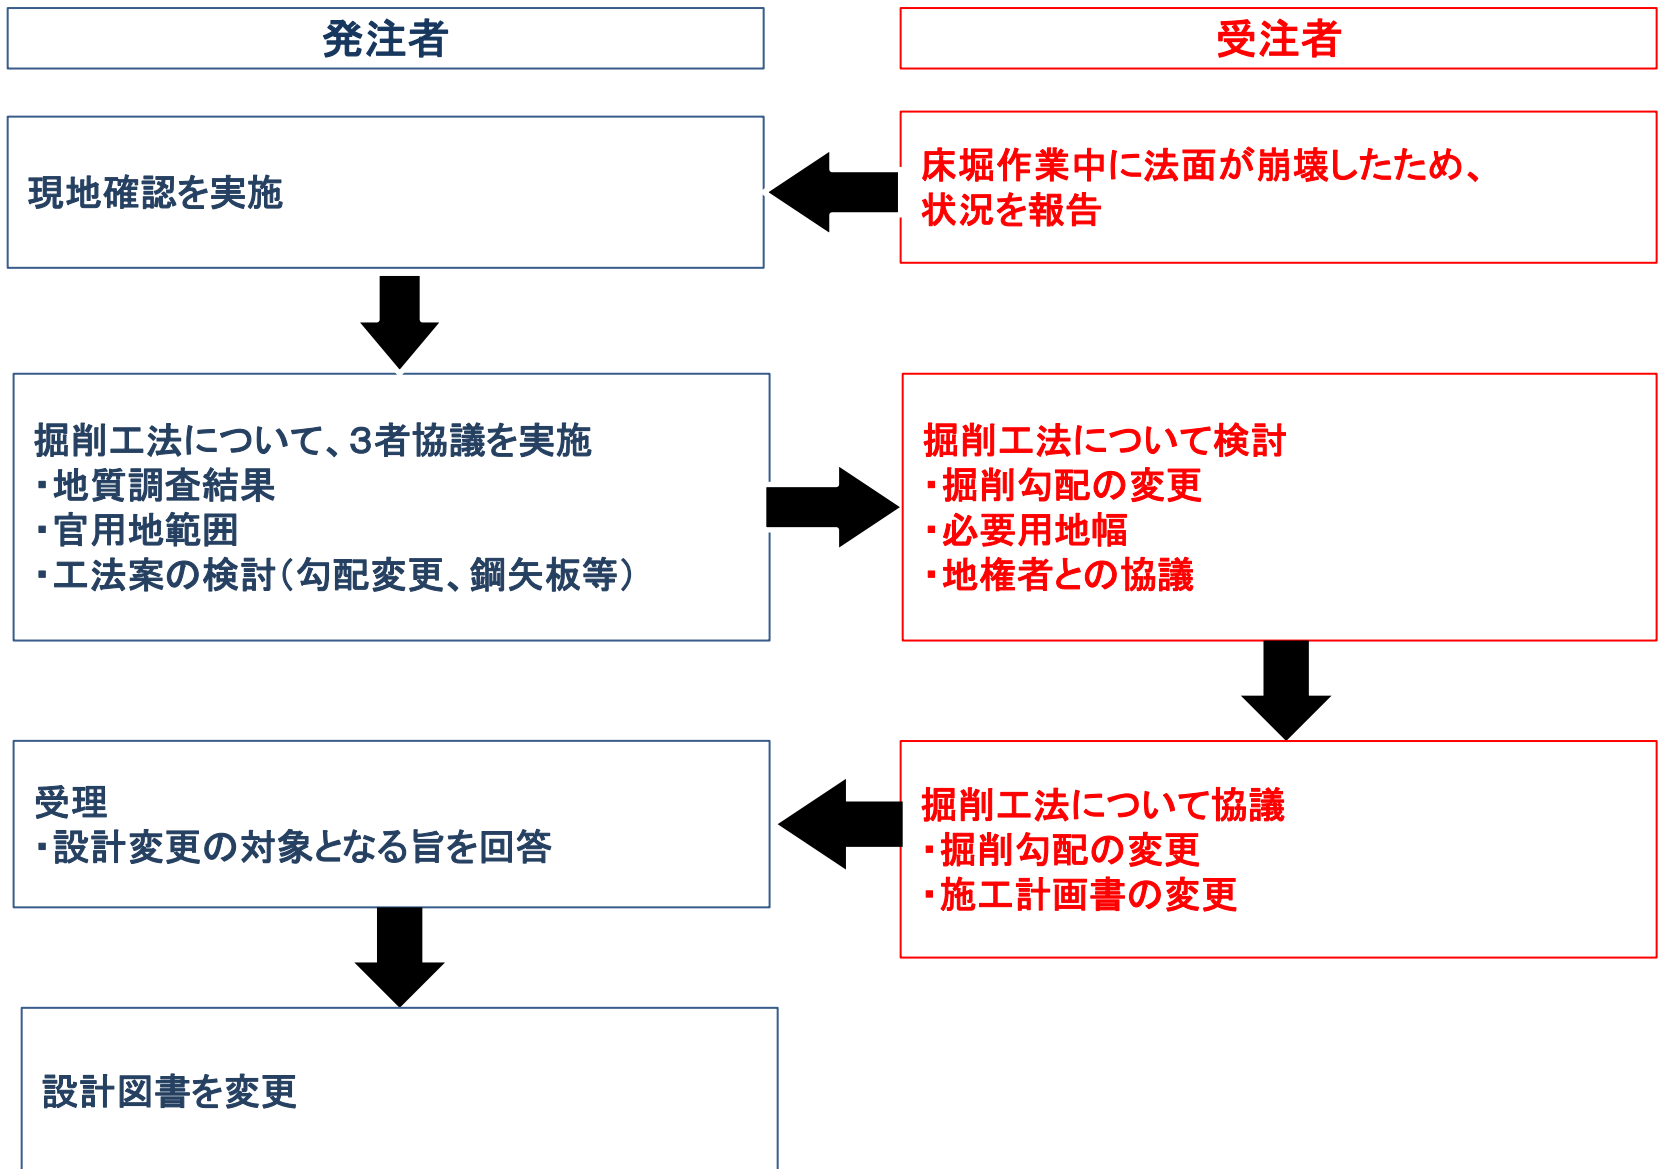 発注者
受注者
床堀作業中に法面が崩壊したため、
状況を報告
現地確認を実施
掘削工法について、３者協議を実施
・地質調査結果
・官用地範囲
・工法案の検討（勾配変更、鋼矢板等）
掘削工法について検討
・掘削勾配の変更
・必要用地幅
・地権者との協議
掘削工法について協議
・掘削勾配の変更
・施工計画書の変更
受理
・設計変更の対象となる旨を回答
設計図書を変更